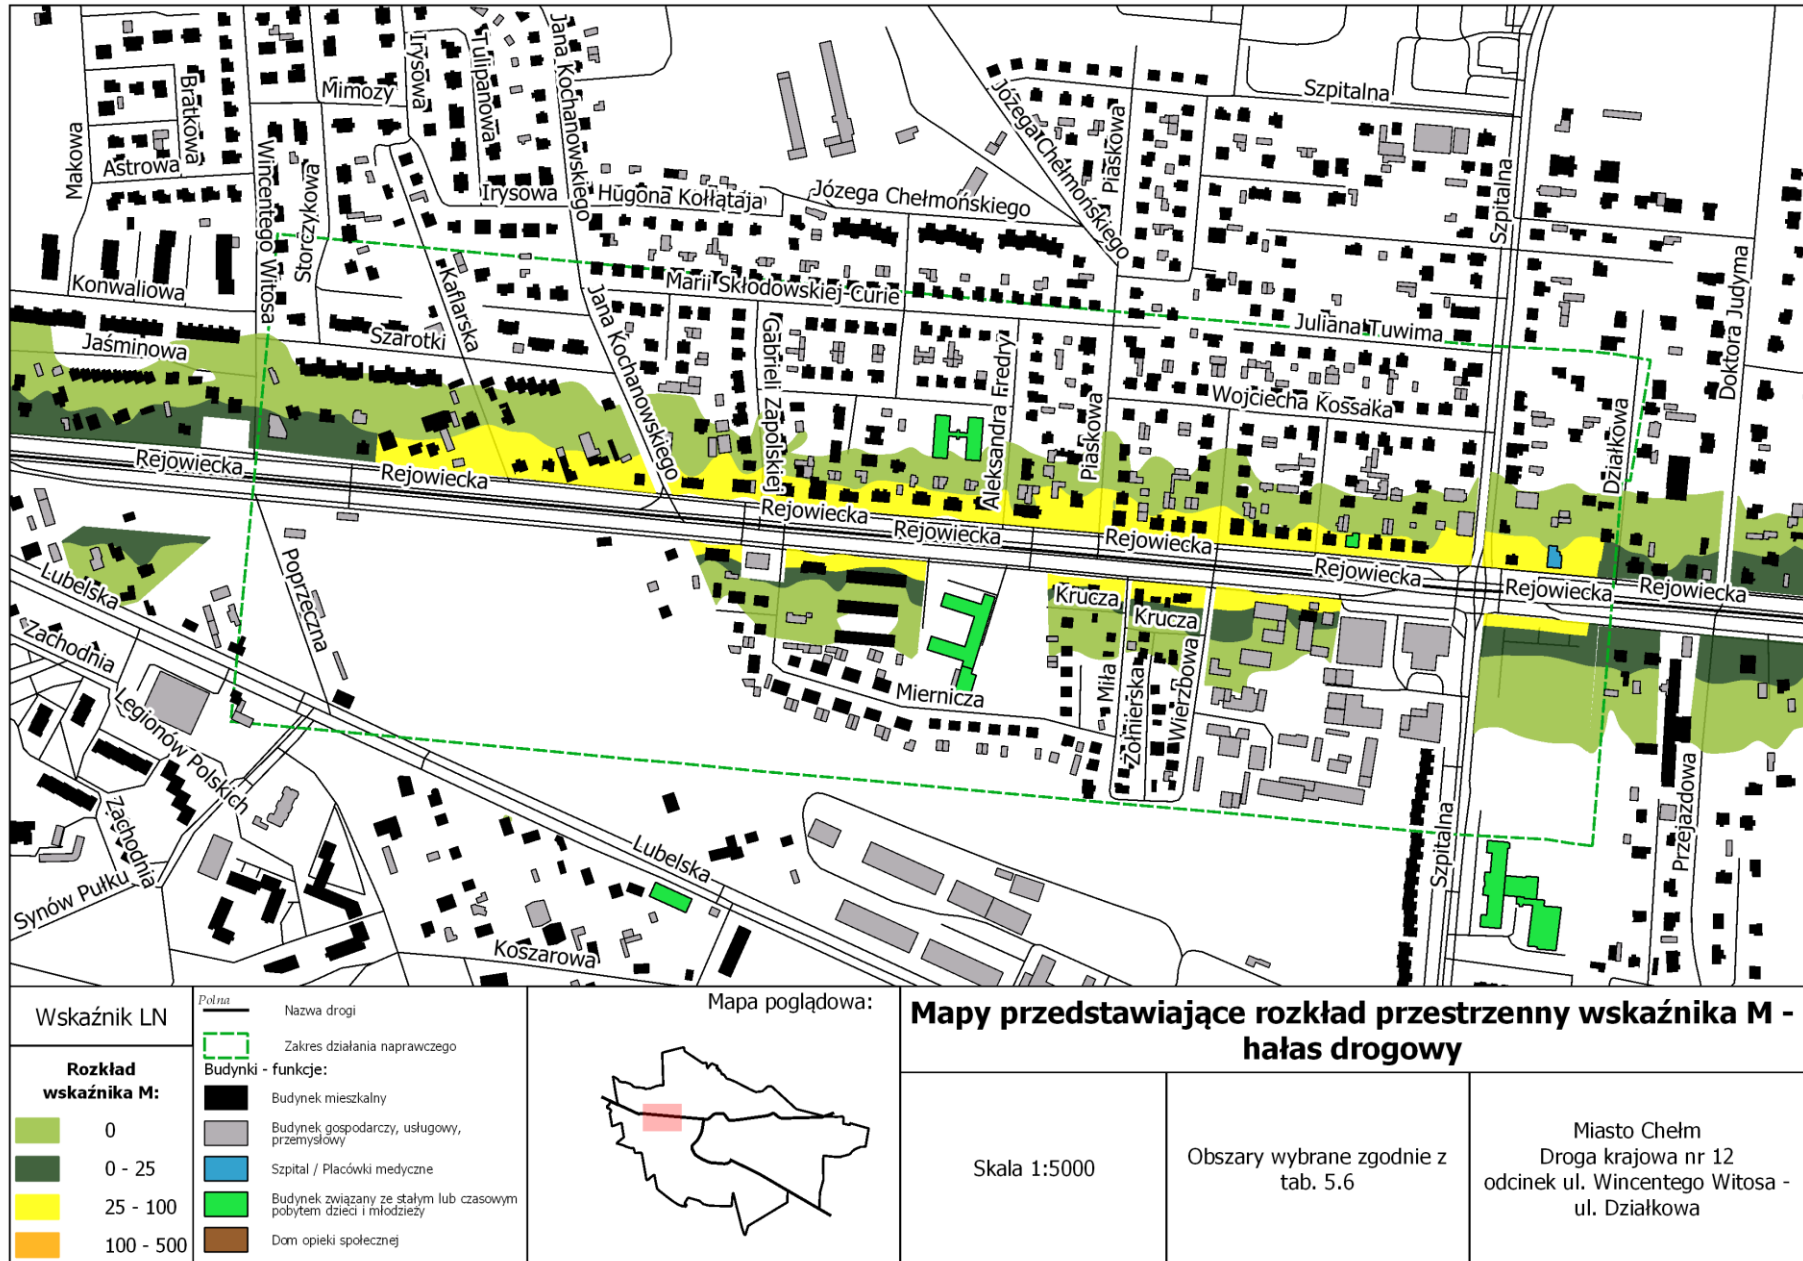 Makowa
Bratkowa
Astrowa
Wincentego Witosa
Storczykowa
Mimozy
Irysowa
Tulipanowa
Jana Kochanowskiego
Irysowa
Hugona Kołłątaja
Józega Chełmońskiego
Józega Chełmońskiego
Piaskowa
Szpitalna
Szpitalna
Doktora Judyma
Konwaliowa
Kaflarska
Marii Skłodowskiej-Curie
Juliana Tuwima
Jaśminowa
Szarotki
Jana Kochanowskiego
Gabrieli Zapolskiej
Aleksandra Fredry
Piaskowa
Wojciecha Kossaka
Działkowa
Rejowiecka
Rejowiecka
Rejowiecka
Rejowiecka
Rejowiecka
Rejowiecka
Rejowiecka
Rejowiecka
Lubelska
Poprzeczna
Krucza
Krucza
Zachodnia
Legionów Polskich
Miernicza
Miła
Żołnierska
Wierzbowa
Przejazdowa
Szpitalna
Zachodnia
Lubelska
Synów Pułku
Koszarowa
Wskaźnik LN
Rozkład
wskaźnika M:
0
0 - 25
25 - 100
100 - 500
Polna
Nazwa drogi
Zakres działania naprawczego
Budynki - funkcje:
Budynek mieszkalny
Budynek gospodarczy, usługowy,
przemysłowy
Szpital / Placówki medyczne
Budynek związany ze stałym lub czasowym
pobytem dzieci i młodzieży
Dom opieki społecznej
Mapa poglądowa:
Mapy przedstawiające rozkład przestrzenny wskaźnika M -
hałas drogowy
Skala 1:5000
Obszary wybrane zgodnie z
tab. 5.6
Miasto Chełm
Droga krajowa nr 12
odcinek ul. Wincentego Witosa -
ul. Działkowa